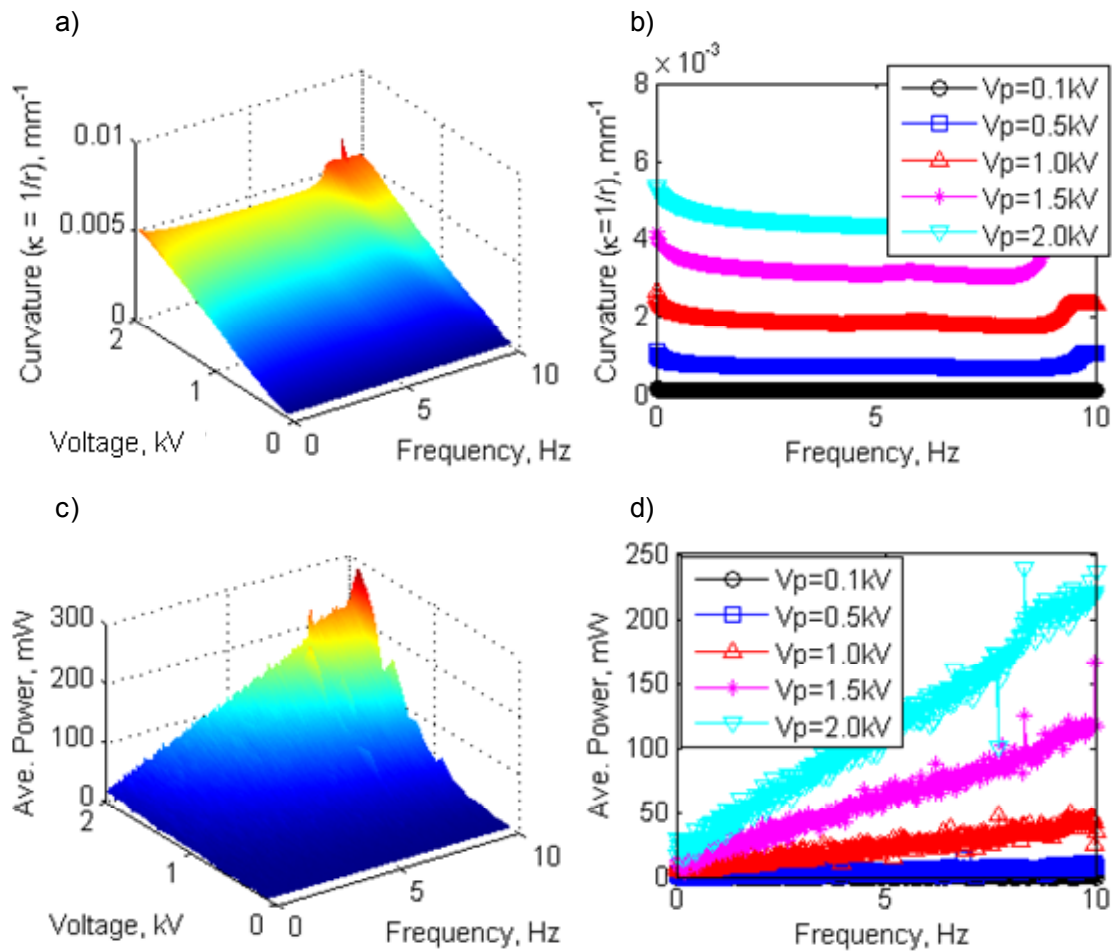 a)
Curvature (κ = 1/r), mm⁻¹
0.01
0.005
0
2
1
0
Voltage, kV
0
5
10
Frequency, Hz
b)
× 10⁻³
Curvature (κ=1/r), mm⁻¹
8
6
4
2
0
0
5
10
Frequency, Hz
Vp=0.1kV
Vp=0.5kV
Vp=1.0kV
Vp=1.5kV
Vp=2.0kV
c)
Ave. Power, mW
300
200
100
0
2
1
0
Voltage, kV
0
5
10
Frequency, Hz
d)
Ave. Power, mW
250
200
150
100
50
0
0
5
10
Frequency, Hz
Vp=0.1kV
Vp=0.5kV
Vp=1.0kV
Vp=1.5kV
Vp=2.0kV